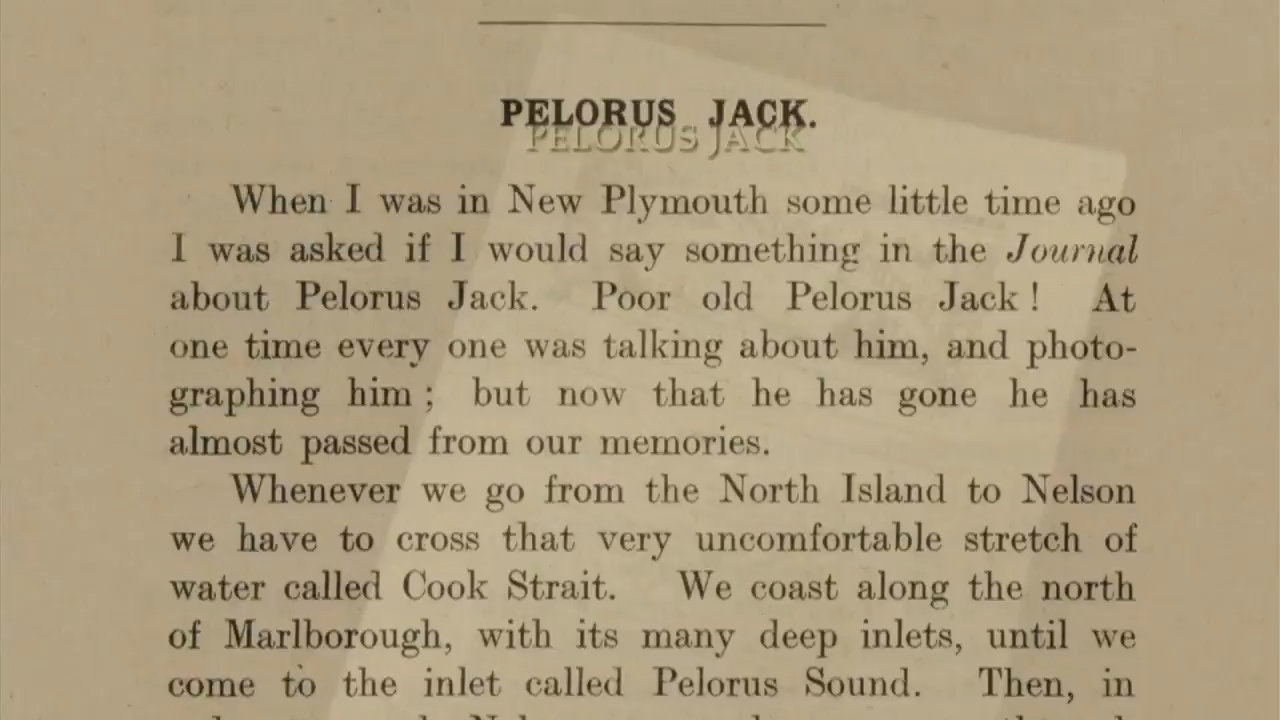 PELORUS JACK.
PELORUS JACK
When I was in New Plymouth some little time ago
I was asked if I would say something in the Journal
about Pelorus Jack. Poor old Pelorus Jack ! At
one time every one was talking about him, and photo-
graphing him ; but now that he has gone he has
almost passed from our memories.
Whenever we go from the North Island to Nelson
we have to cross that very uncomfortable stretch of
water called Cook Strait. We coast along the north
of Marlborough, with its many deep inlets, until we
come to the inlet called Pelorus Sound. Then, in